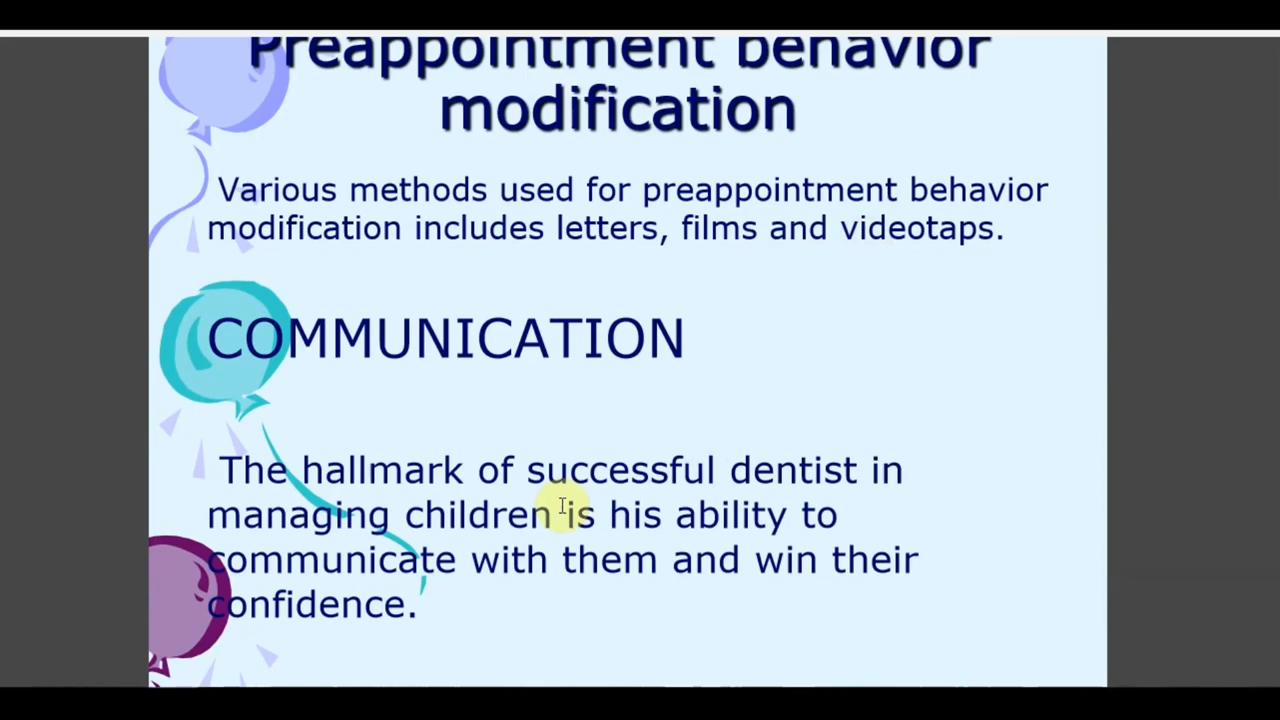 Preappointment behavior
modification
Various methods used for preappointment behavior
modification includes letters, films and videotaps.
COMMUNICATION
The hallmark of successful dentist in
managing children is his ability to
communicate with them and win their
confidence.